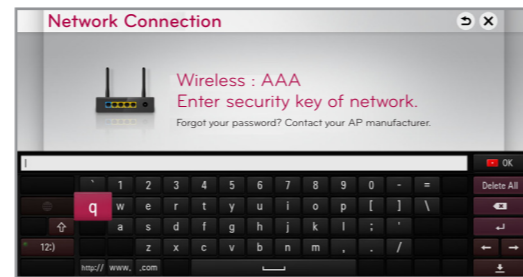 Network Connection
Wireless : AAA
Enter security key of network.
Forgot your password? Contact your AP manufacturer.
OK
` 1 2 3 4 5 6 7 8 9 0 - = Delete All
q w e r t y u i o p [ ] \
a s d f g h j k l ; '
12:) z x c v b n m , . /
http:// www. .com